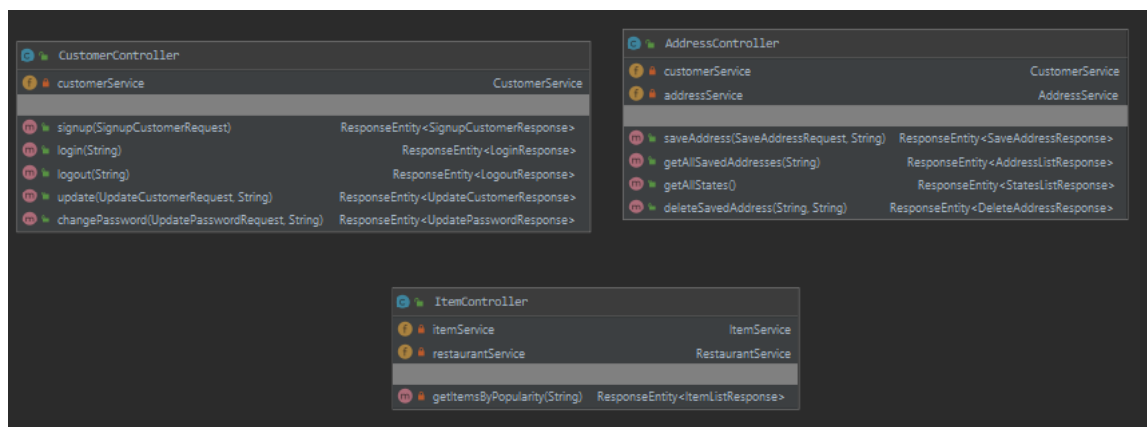 CustomerController
customerService CustomerService
signup(SignupCustomerRequest) ResponseEntity<SignupCustomerResponse>
login(String) ResponseEntity<LoginResponse>
logout(String) ResponseEntity<LogoutResponse>
update(UpdateCustomerRequest, String) ResponseEntity<UpdateCustomerResponse>
changePassword(UpdatePasswordRequest, String) ResponseEntity<UpdatePasswordResponse>
AddressController
customerService CustomerService
addressService AddressService
saveAddress(SaveAddressRequest, String) ResponseEntity<SaveAddressResponse>
getAllSavedAddresses(String) ResponseEntity<AddressListResponse>
getAllStates() ResponseEntity<StatesListResponse>
deleteSavedAddress(String, String) ResponseEntity<DeleteAddressResponse>
ItemController
itemService ItemService
restaurantService RestaurantService
getItemsByPopularity(String) ResponseEntity<ItemListResponse>